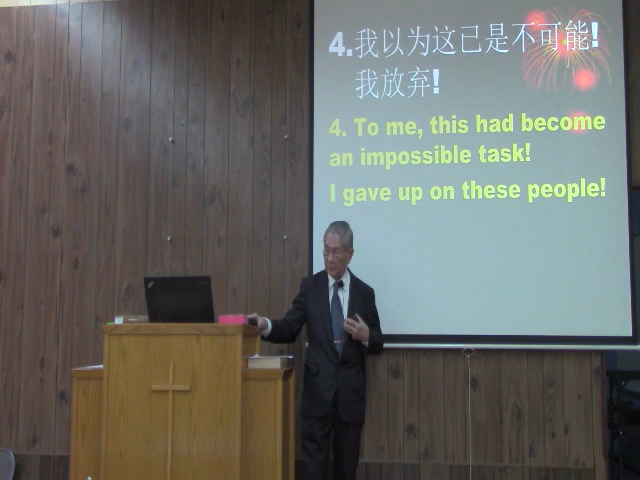 4.我以为这已是不可能!
我放弃!
4. To me, this had become
an impossible task!
I gave up on these people!